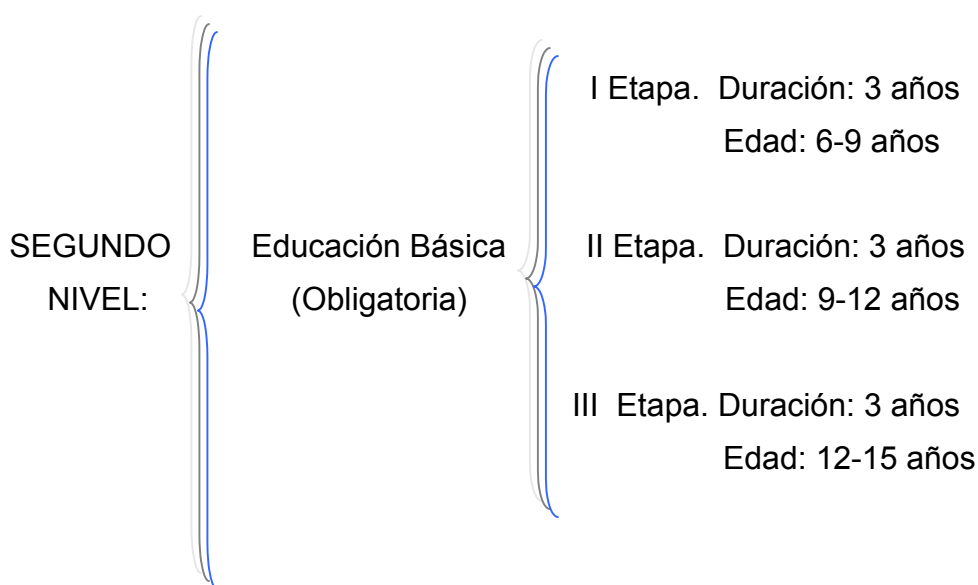 I Etapa. Duración: 3 años
Edad: 6-9 años
SEGUNDO
NIVEL:
Educación Básica
(Obligatoria)
II Etapa. Duración: 3 años
Edad: 9-12 años
III Etapa. Duración: 3 años
Edad: 12-15 años